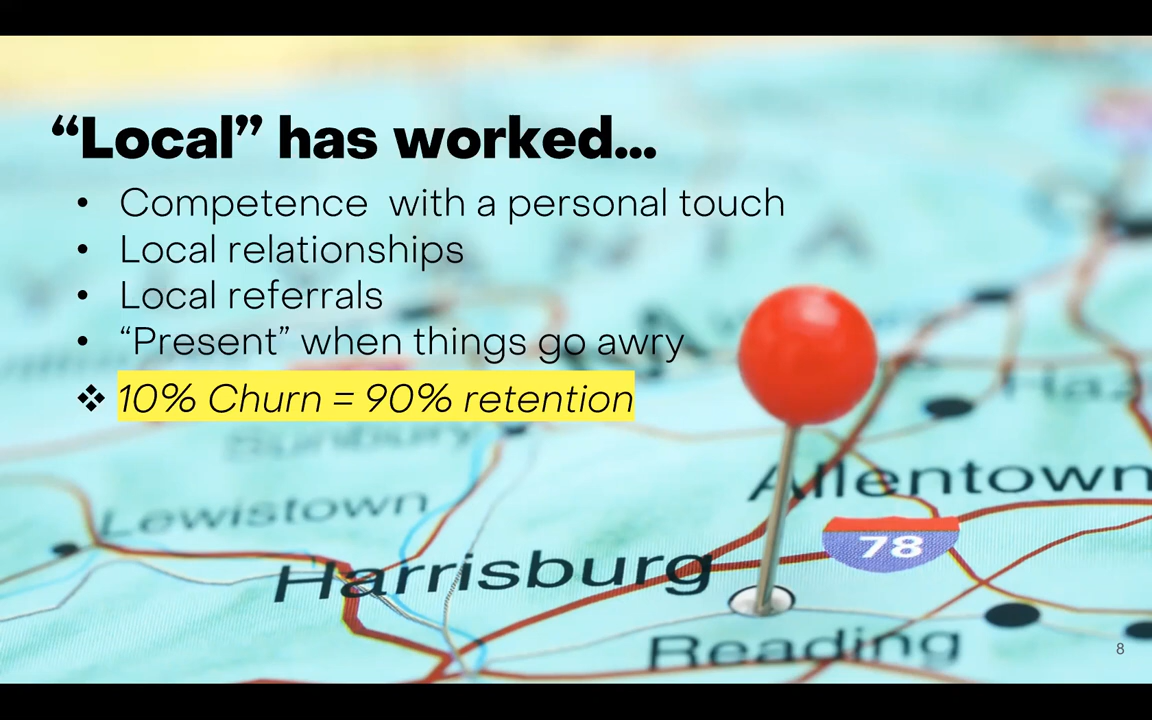 “Local” has worked...
• Competence  with a personal touch
• Local relationships
• Local referrals
• “Present” when things go awry
❖ 10% Churn = 90% retention
Sunbury
Allentown
Lewistown
Harrisburg
78
Reading
8